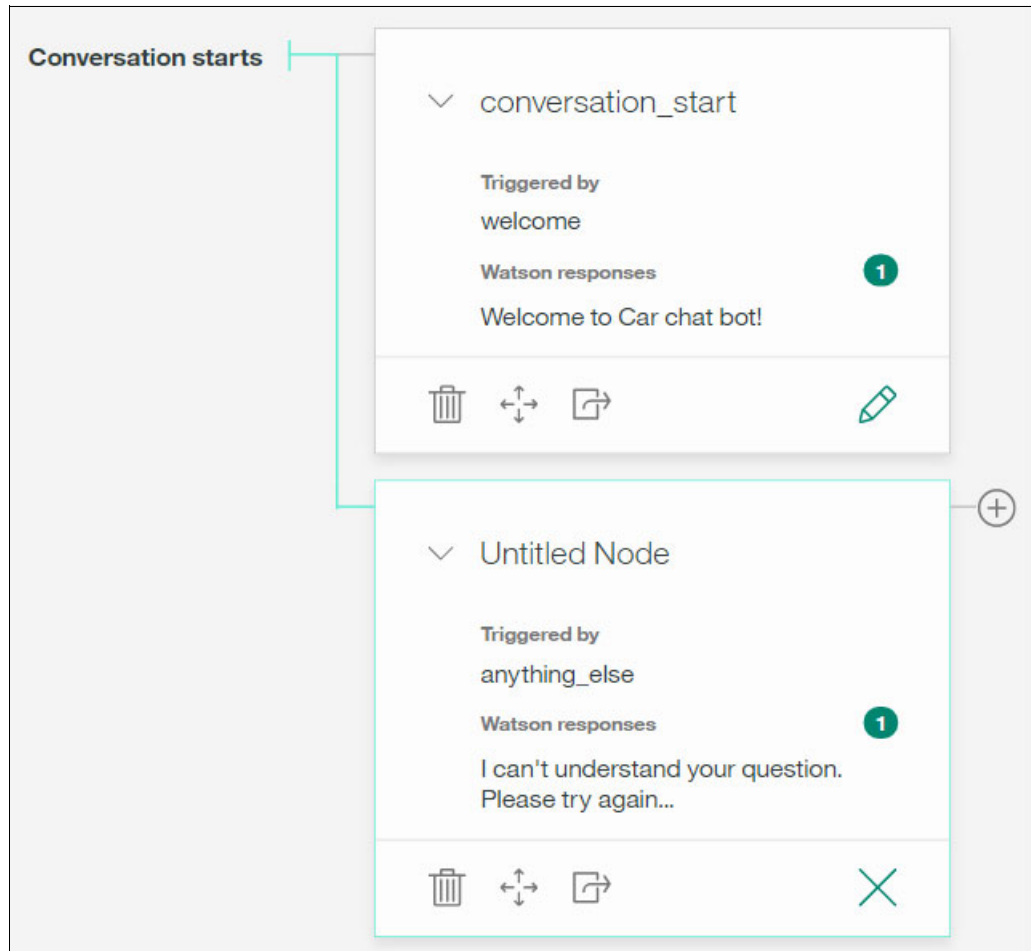 Conversation starts
conversation_start
Triggered by
welcome
Watson responses
1
Welcome to Car chat bot!
Untitled Node
Triggered by
anything_else
Watson responses
1
I can't understand your question.
Please try again...